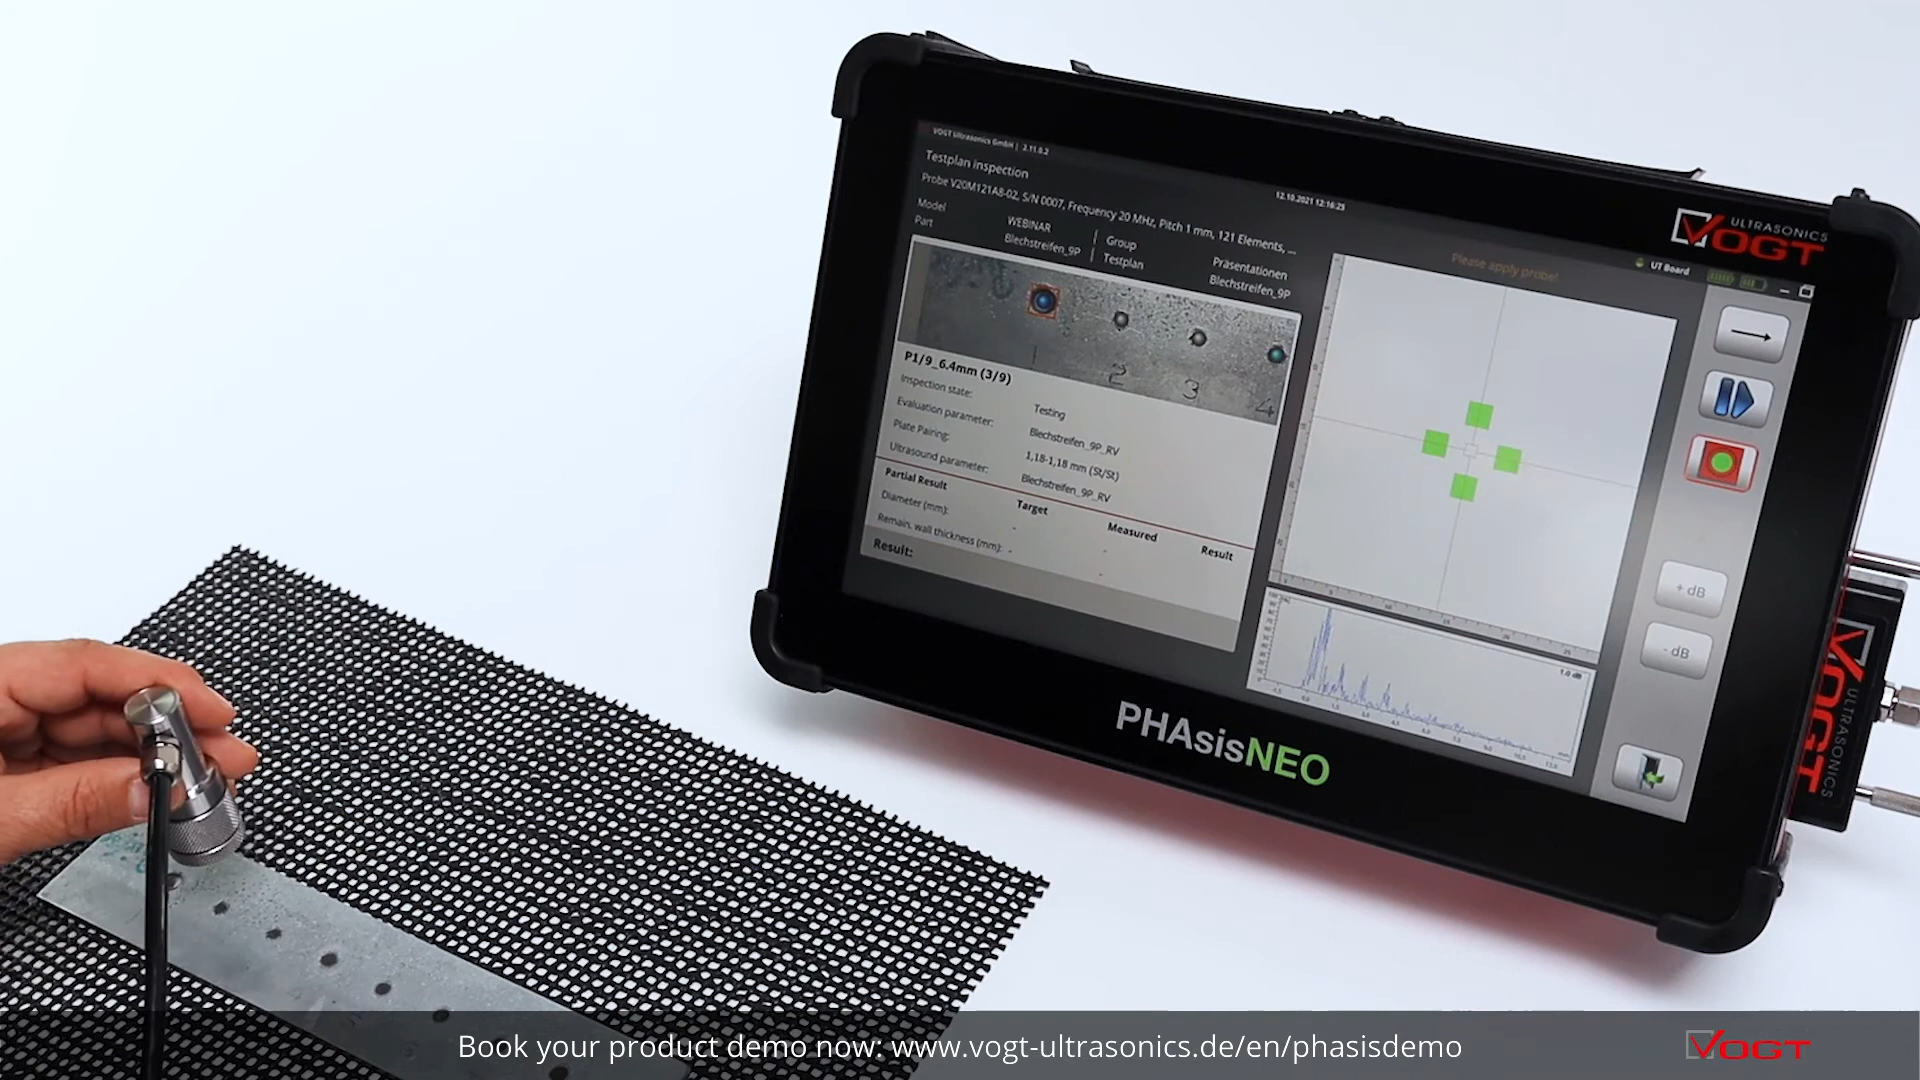 VOGT Ultrasonics GmbH | 2.11.0.2
Testplan inspection
12.10.2021 12:16:25
Probe V20M121A8-02, S/N 0007, Frequency 20 MHz, Pitch 1 mm, 121 Elements, ...
Model WEBINAR Group Präsentationen
Part Blechstreifen_9P Testplan Blechstreifen_9P
1 2 3 4
P1/9_6.4mm (3/9)
Inspection state: Testing
Evaluation parameter: Blechstreifen_9P_RV
Plate Pairing: 1,18-1,18 mm (St/St)
Ultrasound parameter: Blechstreifen_9P_RV
Partial Result Target Measured Result
Diameter (mm): - -
Remain. wall thickness (mm): - -
Result:
Please apply probe!
UT Board
ULTRASONICS
VOGT
+ dB
- dB
1.0 dB
PHAsisNEO
VOGT
ULTRASONICS
Book your product demo now: www.vogt-ultrasonics.de/en/phasisdemo
VOGT